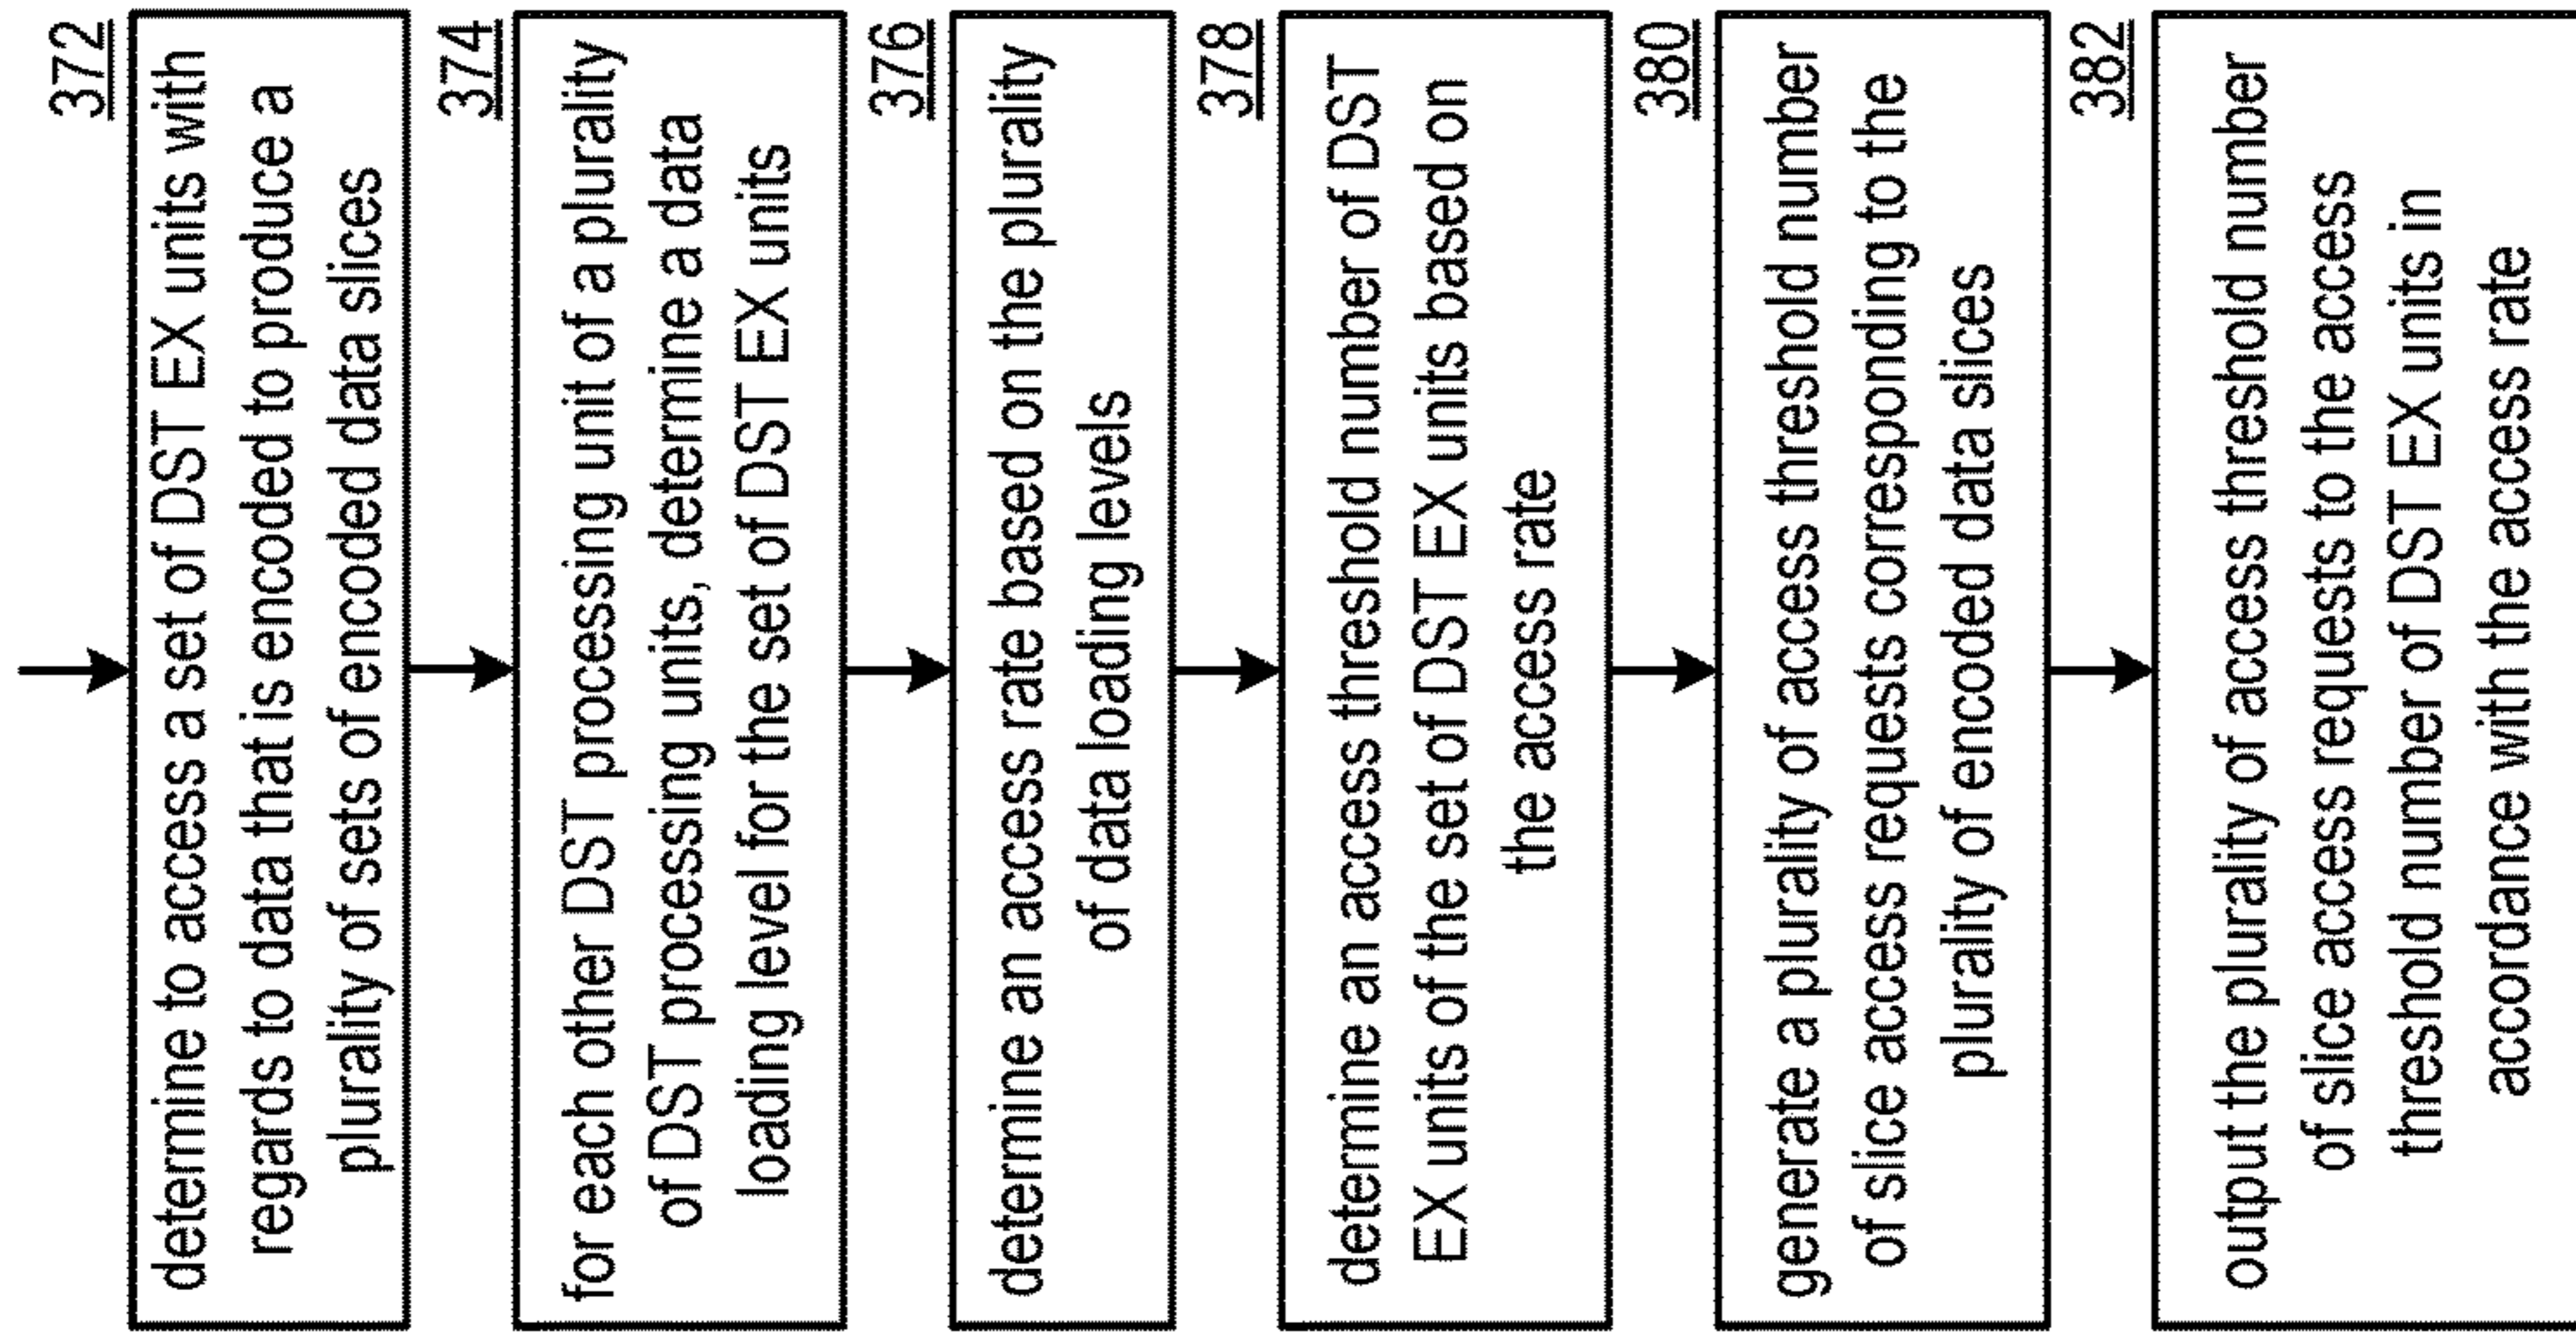 372
determine to access a set of DST EX units with
regards to data that is encoded to produce a
plurality of sets of encoded data slices
374
for each other DST processing unit of a plurality
of DST processing units, determine a data
loading level for the set of DST EX units
376
determine an access rate based on the plurality
of data loading levels
378
determine an access threshold number of DST
EX units of the set of DST EX units based on
the access rate
380
generate a plurality of access threshold number
of slice access requests corresponding to the
plurality of encoded data slices
382
output the plurality of access threshold number
of slice access requests to the access
threshold number of DST EX units in
accordance with the access rate